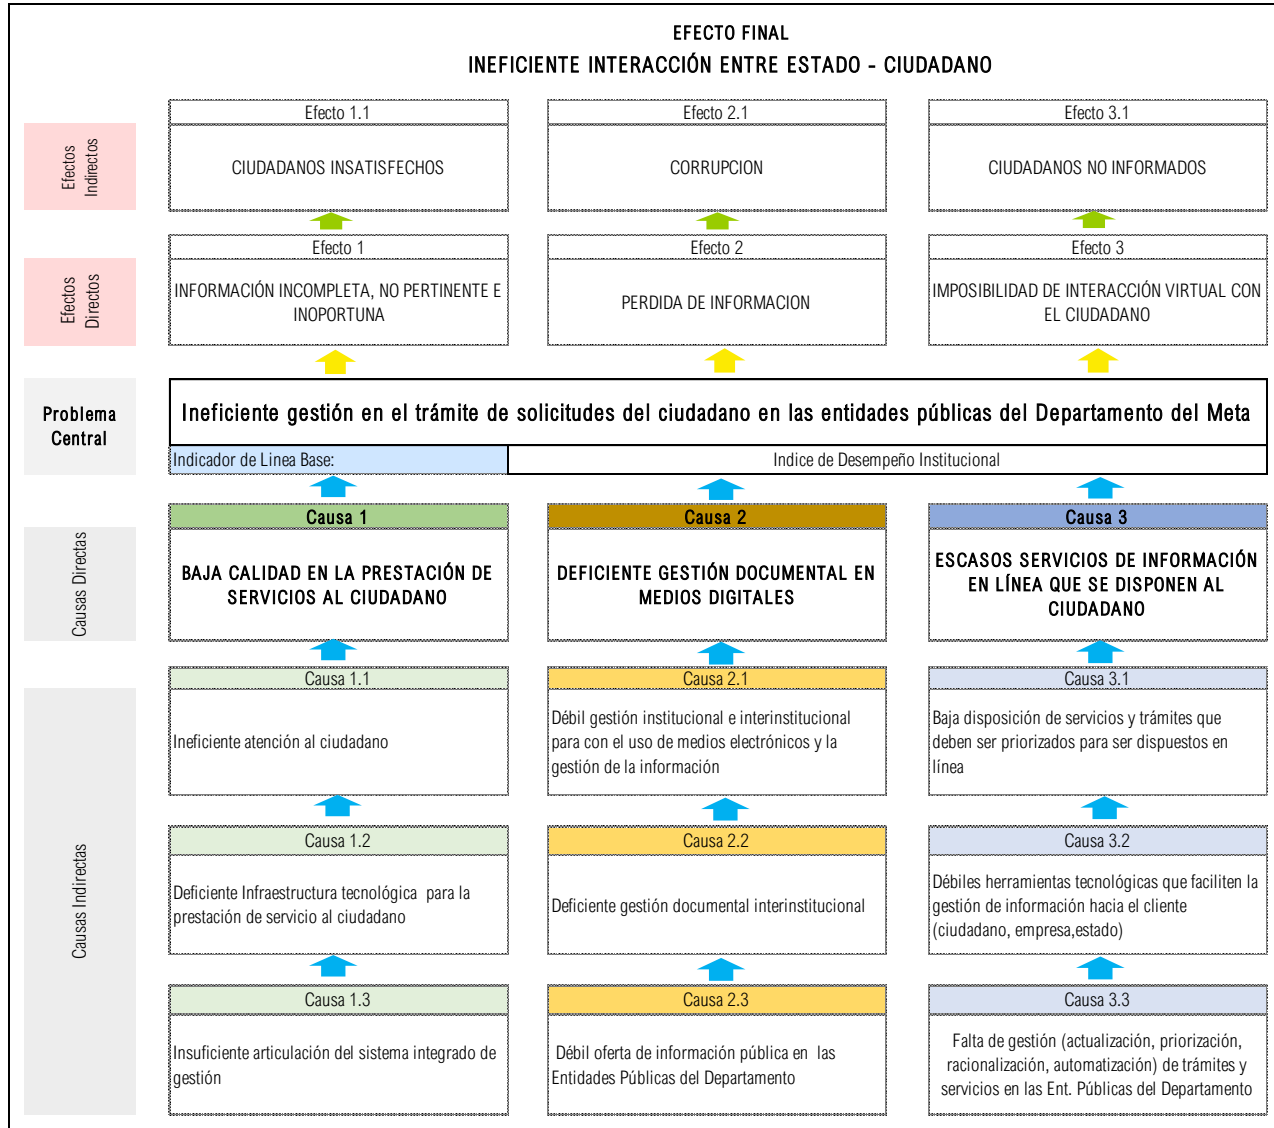 EFECTO FINAL
INEFICIENTE INTERACCIÓN ENTRE ESTADO - CIUDADANO
Efectos
Indirectos
Efecto 1.1
CIUDADANOS INSATISFECHOS
Efecto 2.1
CORRUPCION
Efecto 3.1
CIUDADANOS NO INFORMADOS
Efectos
Directos
Efecto 1
INFORMACIÓN INCOMPLETA, NO PERTINENTE E
INOPORTUNA
Efecto 2
PERDIDA DE INFORMACION
Efecto 3
IMPOSIBILIDAD DE INTERACCIÓN VIRTUAL CON
EL CIUDADANO
Problema
Central
Ineficiente gestión en el trámite de solicitudes del ciudadano en las entidades públicas del Departamento del Meta
Indicador de Linea Base:
Indice de Desempeño Institucional
Causas Directas
Causa 1
BAJA CALIDAD EN LA PRESTACIÓN DE
SERVICIOS AL CIUDADANO
Causa 2
DEFICIENTE GESTIÓN DOCUMENTAL EN
MEDIOS DIGITALES
Causa 3
ESCASOS SERVICIOS DE INFORMACIÓN
EN LÍNEA QUE SE DISPONEN AL
CIUDADANO
Causas Indirectas
Causa 1.1
Ineficiente atención al ciudadano
Causa 2.1
Débil gestión institucional e interinstitucional
para con el uso de medios electrónicos y la
gestión de la información
Causa 3.1
Baja disposición de servicios y trámites que
deben ser priorizados para ser dispuestos en
línea
Causa 1.2
Deficiente Infraestructura tecnológica para la
prestación de servicio al ciudadano
Causa 2.2
Deficiente gestión documental interinstitucional
Causa 3.2
Débiles herramientas tecnológicas que faciliten la
gestión de información hacia el cliente
(ciudadano, empresa,estado)
Causa 1.3
Insuficiente articulación del sistema integrado de
gestión
Causa 2.3
Débil oferta de información pública en las
Entidades Públicas del Departamento
Causa 3.3
Falta de gestión (actualización, priorización,
racionalización, automatización) de trámites y
servicios en las Ent. Públicas del Departamento